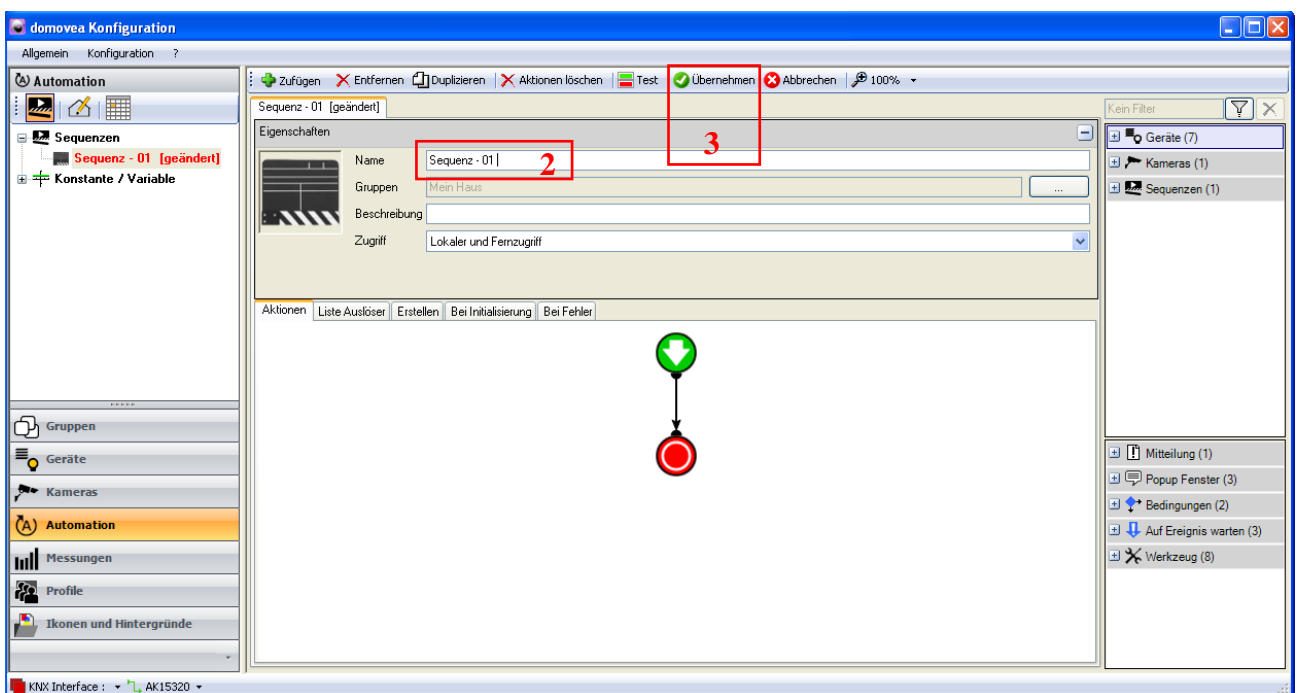 domovea Konfiguration
Allgemein Konfiguration ?
Automation
Zufügen Entfernen Duplizieren Aktionen löschen Test Übernehmen Abbrechen 100%
Sequenzen
Sequenz - 01 [geändert]
Konstante / Variable
Gruppen
Geräte
Kameras
Automation
Messungen
Profile
Ikonen und Hintergründe
Sequenz - 01 [geändert]
Eigenschaften
3
Name Sequenz - 01 2
Gruppen Mein Haus ...
Beschreibung
Zugriff Lokaler und Fernzugriff
Aktionen Liste Auslöser Erstellen Bei Initialisierung Bei Fehler
Kein Filter
Geräte (7)
Kameras (1)
Sequenzen (1)
Mitteilung (1)
Popup Fenster (3)
Bedingungen (2)
Auf Ereignis warten (3)
Werkzeug (8)
KNX Interface : AK15320